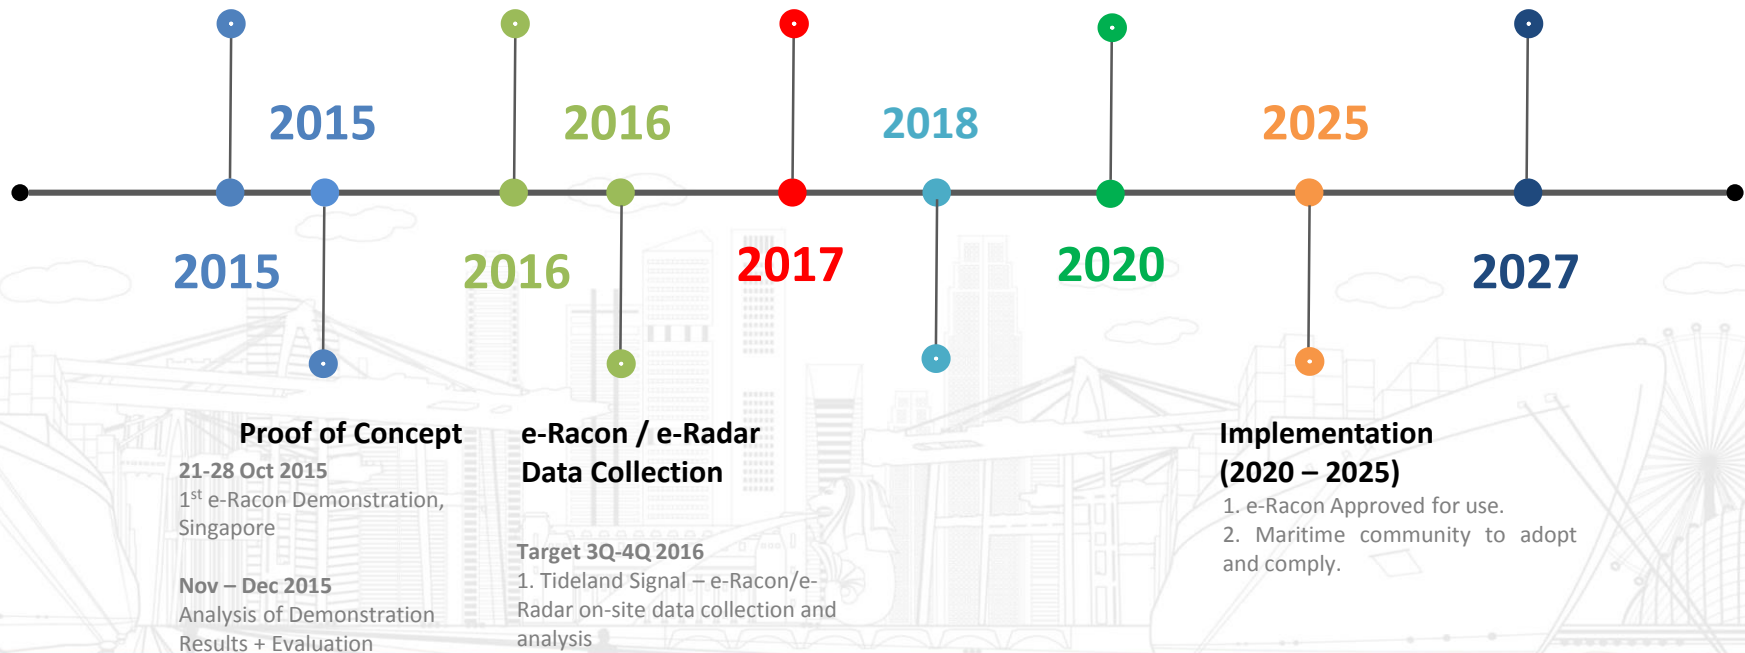 2015
2016
2018
2025
2015
2016
2017
2020
2027
Proof of Concept
21-28 Oct 2015
1st e-Racon Demonstration,
Singapore
Nov – Dec 2015
Analysis of Demonstration
Results + Evaluation
e-Racon / e-Radar
Data Collection
Target 3Q-4Q 2016
1. Tideland Signal – e-Racon/e-
Radar on-site data collection and
analysis
Implementation
(2020 – 2025)
1. e-Racon Approved for use.
2. Maritime community to adopt
and comply.